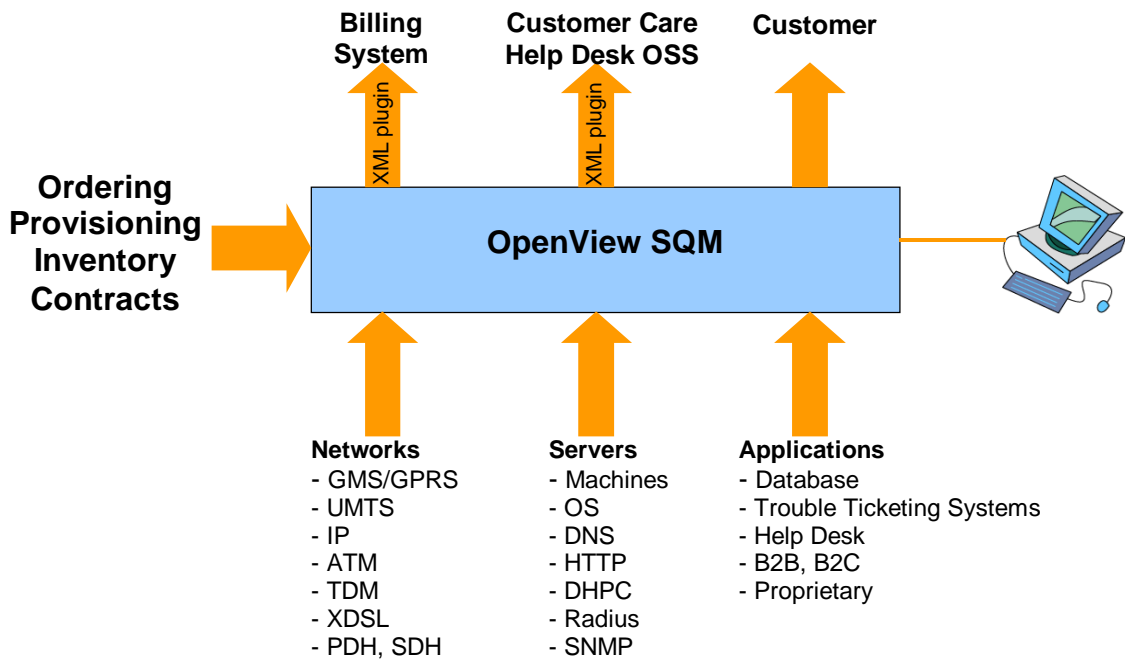 Billing
System
Customer Care
Help Desk OSS
Customer
XML plugin
XML plugin
Ordering
Provisioning
Inventory
Contracts
OpenView SQM
Networks
- GMS/GPRS
- UMTS
- IP
- ATM
- TDM
- XDSL
- PDH, SDH
Servers
- Machines
- OS
- DNS
- HTTP
- DHPC
- Radius
- SNMP
Applications
- Database
- Trouble Ticketing Systems
- Help Desk
- B2B, B2C
- Proprietary